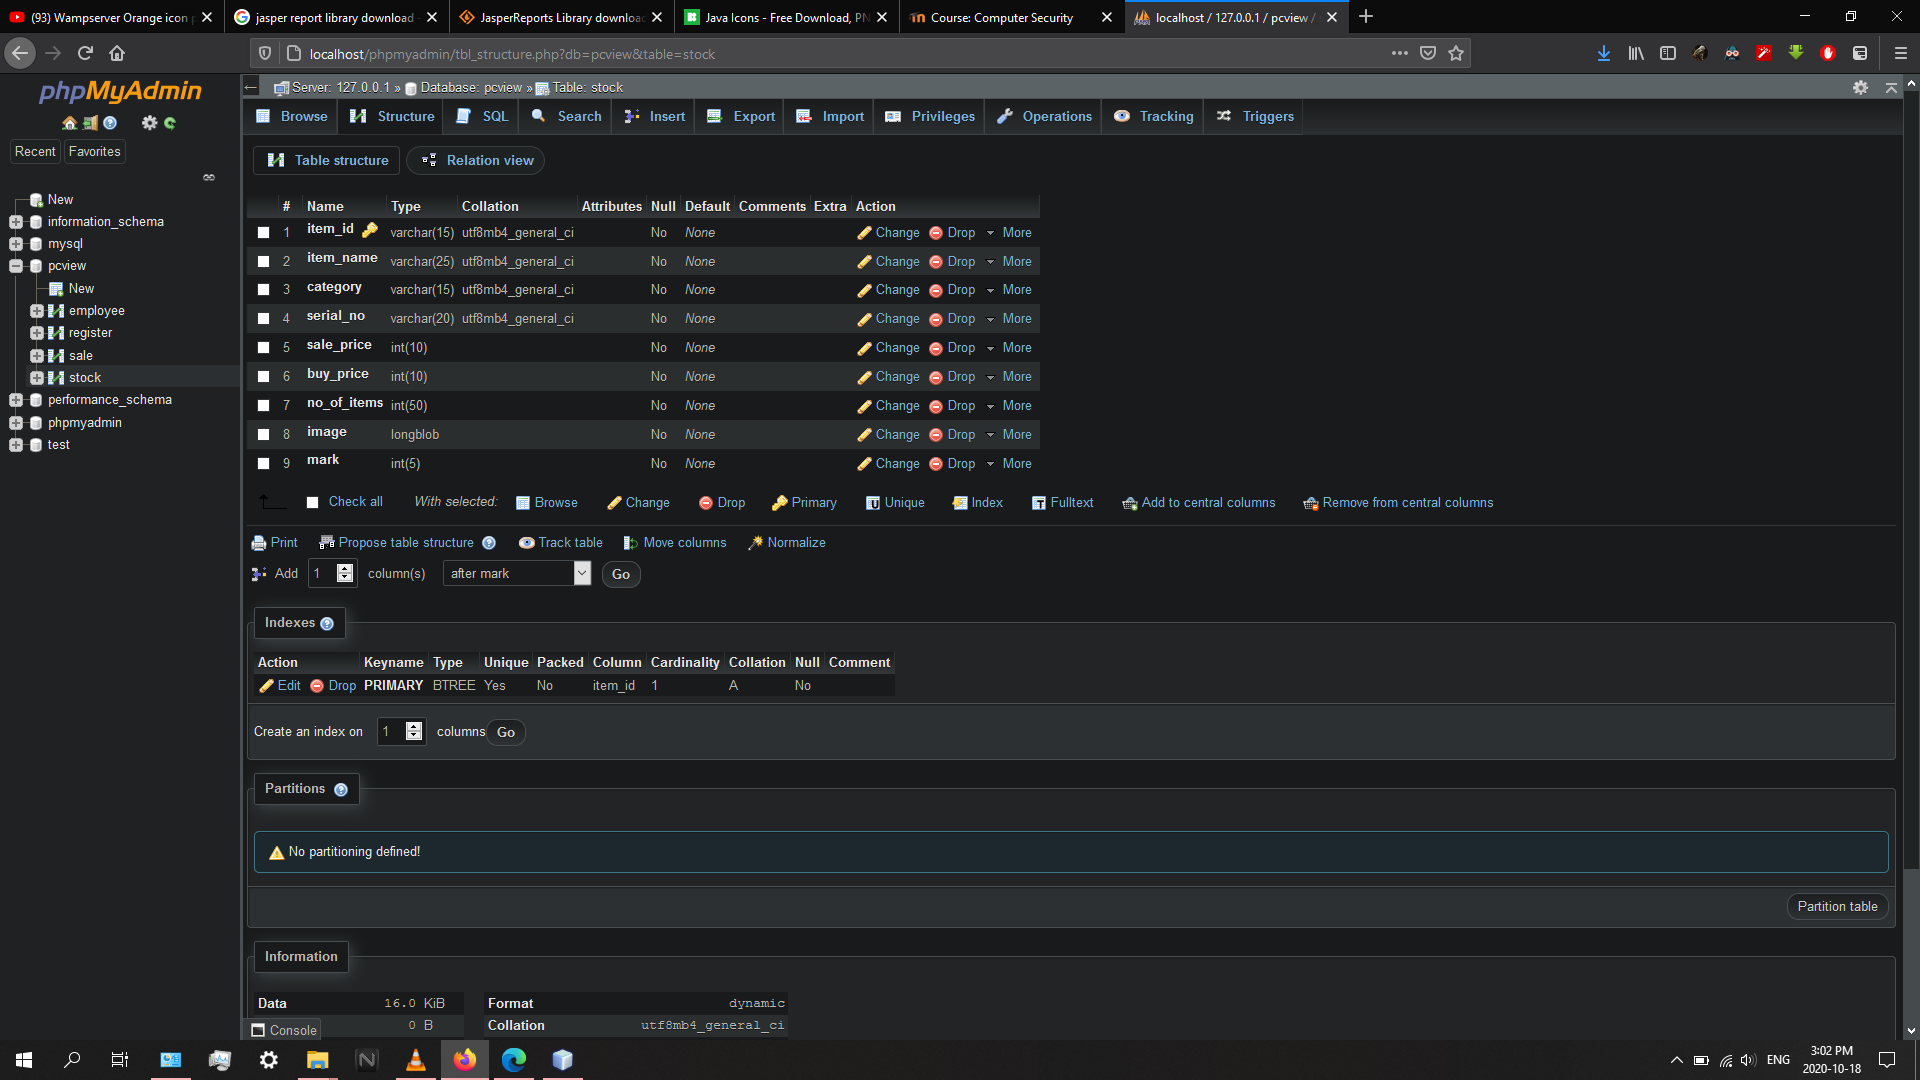 (93) Wampserver Orange icon p
jasper report library download -
JasperReports Library downloa
Java Icons - Free Download, PN
Course: Computer Security
localhost / 127.0.0.1 / pcview /
localhost/phpmyadmin/tbl_structure.php?db=pcview&table=stock
phpMyAdmin
Recent
Favorites
New
information_schema
mysql
pcview
New
employee
register
sale
stock
performance_schema
phpmyadmin
test
Server: 127.0.0.1 » Database: pcview » Table: stock
Browse Structure SQL Search Insert Export Import Privileges Operations Tracking Triggers
Table structure Relation view
# Name Type Collation Attributes Null Default Comments Extra Action
1 item_id varchar(15) utf8mb4_general_ci No None Change Drop More
2 item_name varchar(25) utf8mb4_general_ci No None Change Drop More
3 category varchar(15) utf8mb4_general_ci No None Change Drop More
4 serial_no varchar(20) utf8mb4_general_ci No None Change Drop More
5 sale_price int(10) No None Change Drop More
6 buy_price int(10) No None Change Drop More
7 no_of_items int(50) No None Change Drop More
8 image longblob No None Change Drop More
9 mark int(5) No None Change Drop More
Check all With selected: Browse Change Drop Primary Unique Index Fulltext Add to central columns Remove from central columns
Print Propose table structure Track table Move columns Normalize
Add 1 column(s) after mark Go
Indexes
Action Keyname Type Unique Packed Column Cardinality Collation Null Comment
Edit Drop PRIMARY BTREE Yes No item_id 1 A No
Create an index on 1 columns Go
Partitions
No partitioning defined!
Partition table
Information
Data 16.0 KiB Format dynamic
0 B Collation utf8mb4_general_ci
Console
ENG
3:02 PM
2020-10-18